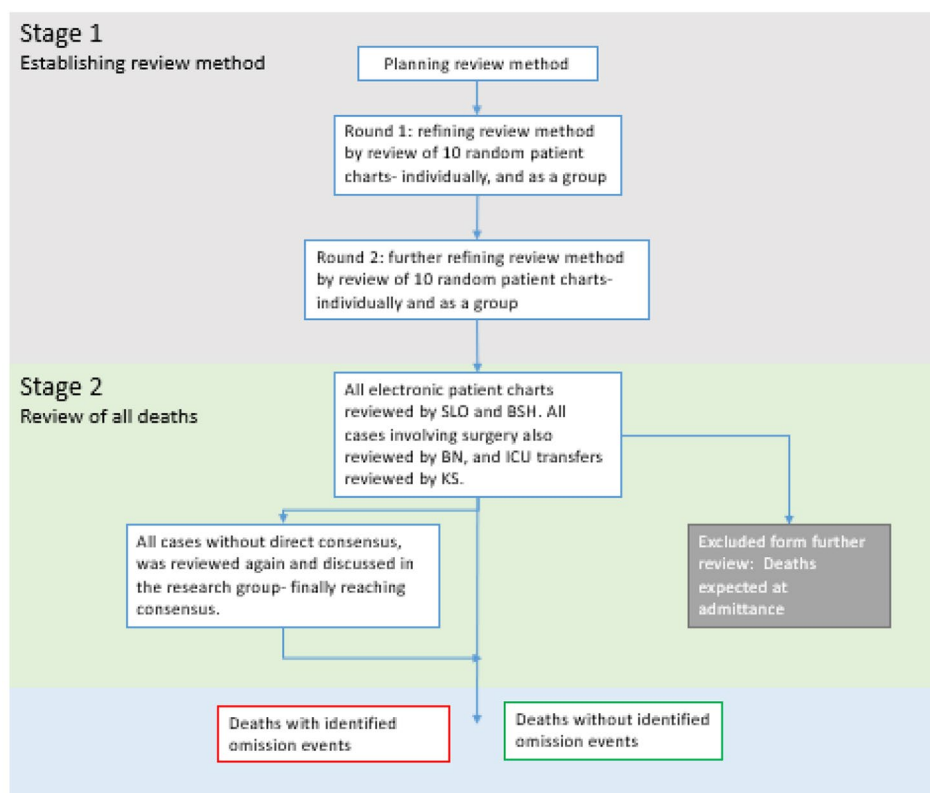 Stage 1
Establishing review method
Planning review method
Round 1: refining review method
by review of 10 random patient
charts- individually, and as a group
Round 2: further refining review method
by review of 10 random patient charts-
individually and as a group
Stage 2
Review of all deaths
All electronic patient charts
reviewed by SLO and BSH. All
cases involving surgery also
reviewed by BN, and ICU transfers
reviewed by KS.
All cases without direct consensus,
was reviewed again and discussed in
the research group- finally reaching
consensus.
Excluded form further
review: Deaths
expected at
admittance
Deaths with identified
omission events
Deaths without identified
omission events